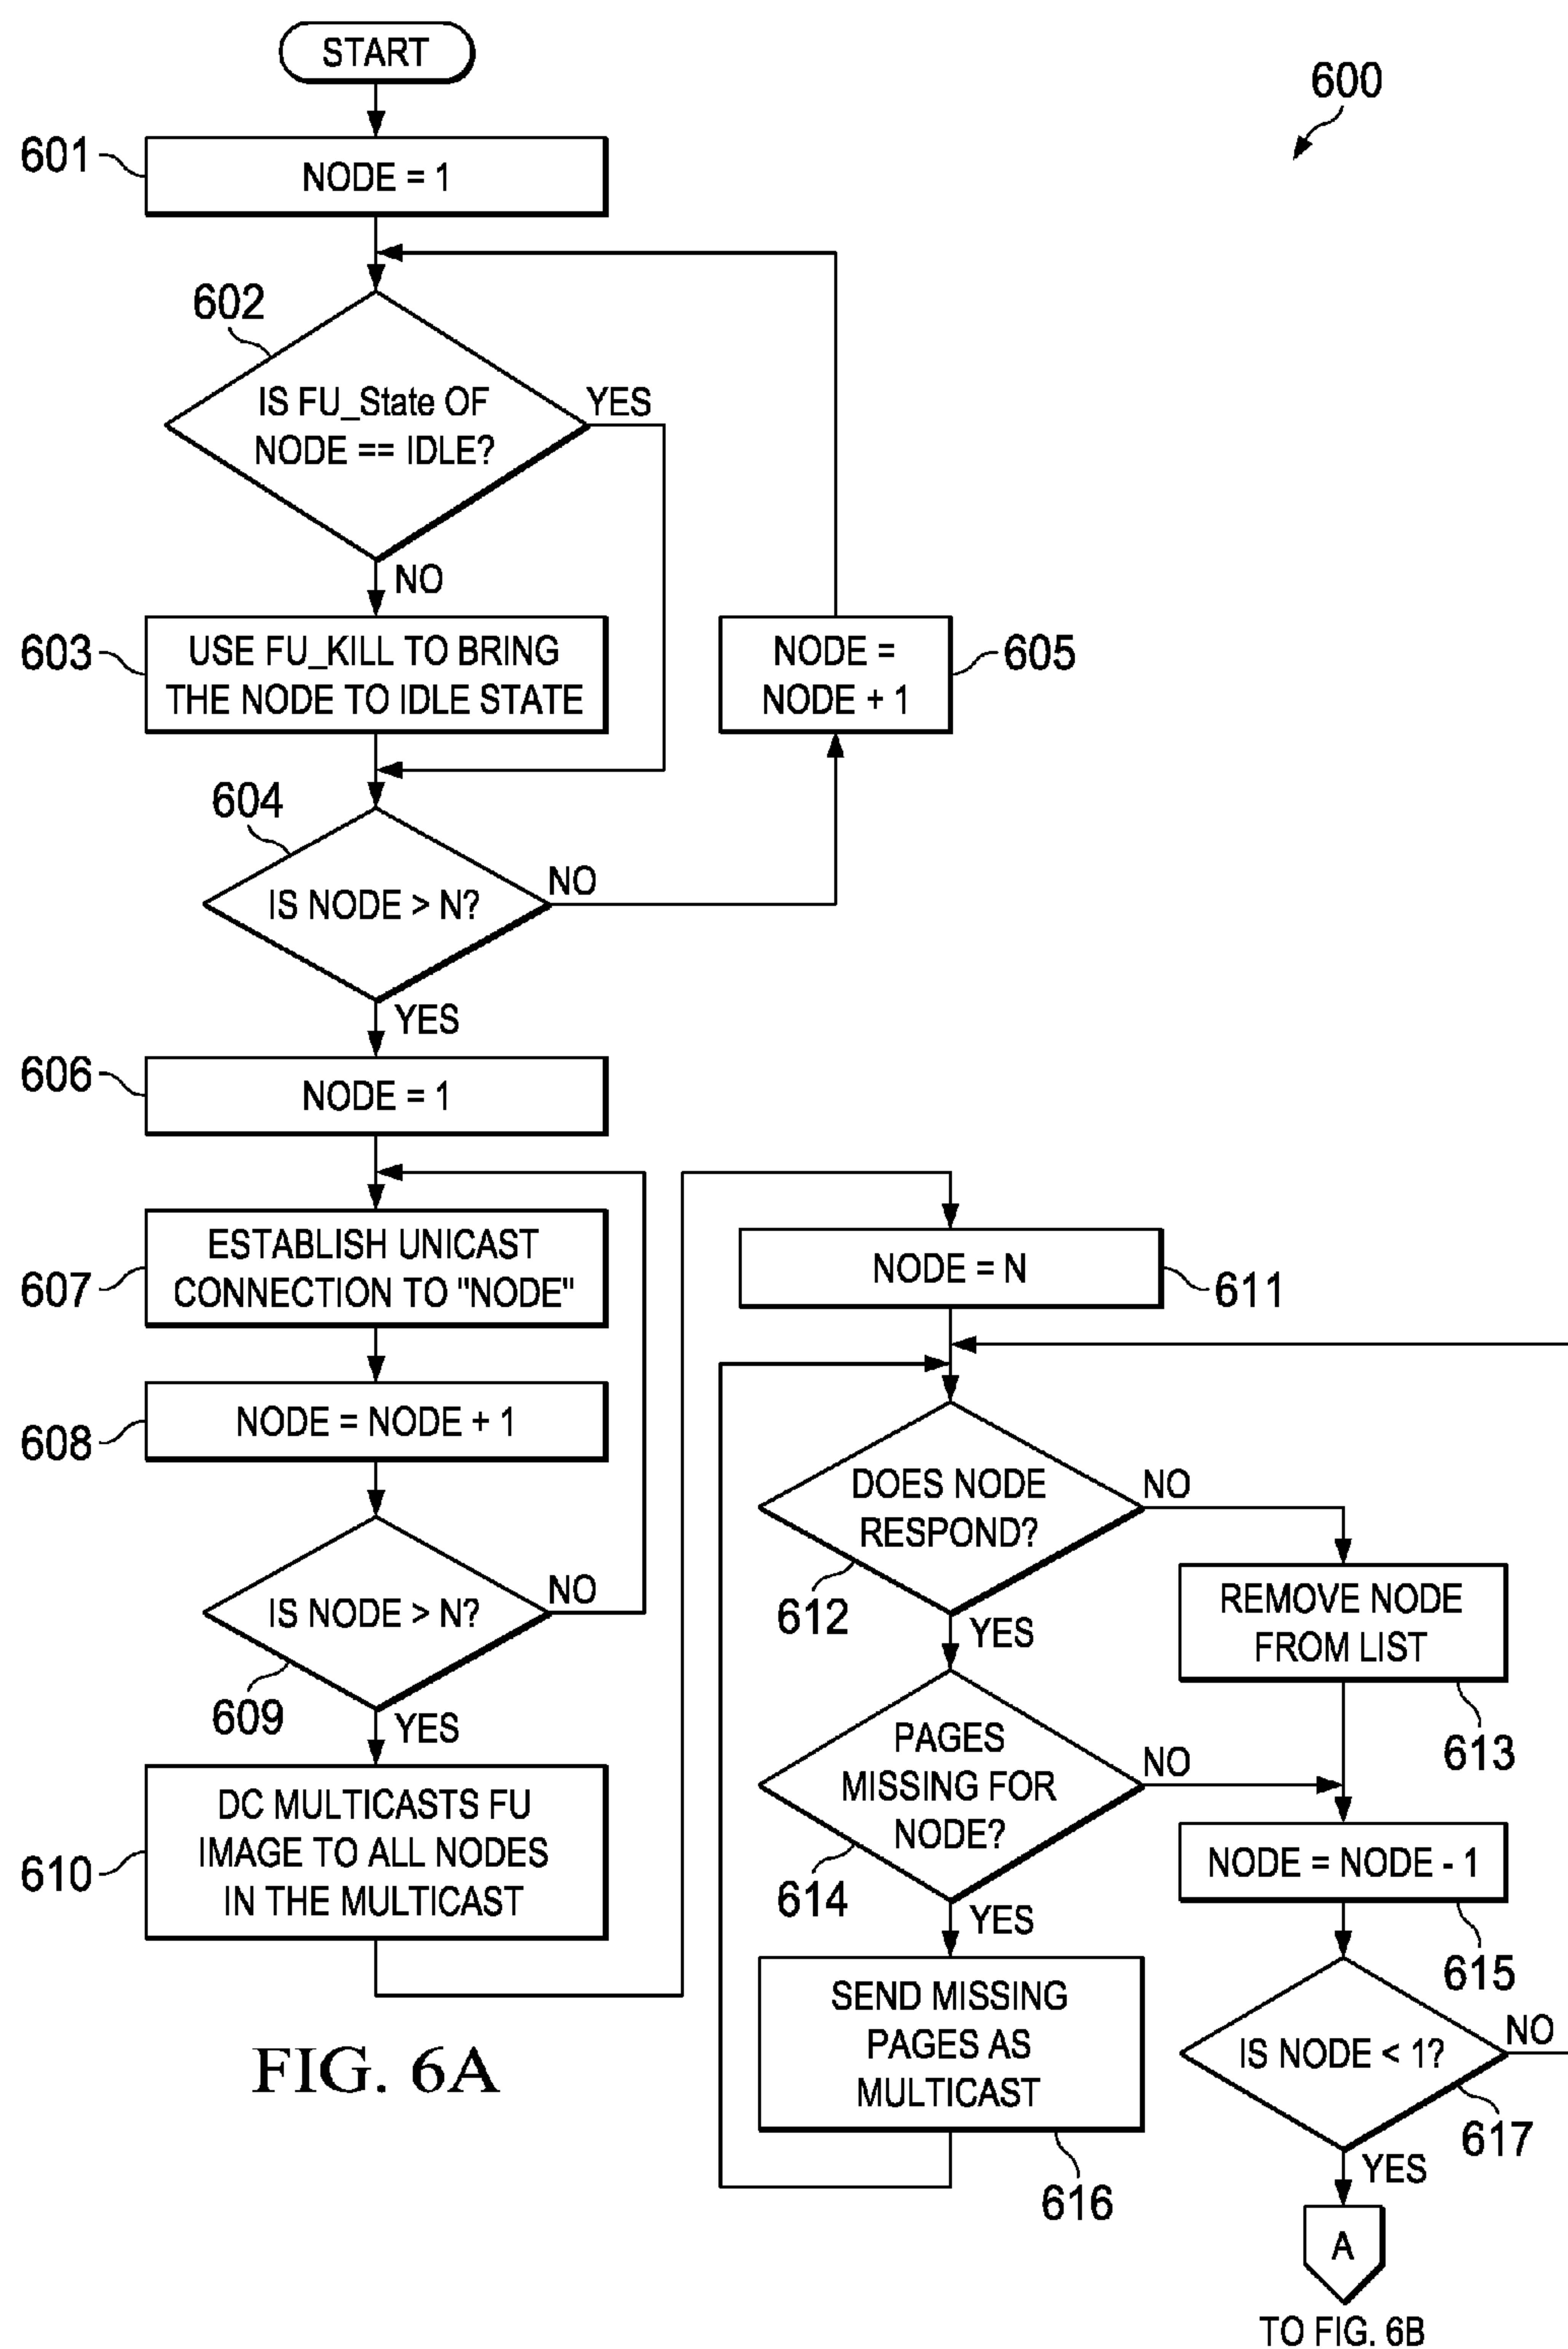 START
600
601
NODE = 1
602
IS FU_State OF
NODE == IDLE?
YES
NO
603
USE FU_KILL TO BRING
THE NODE TO IDLE STATE
NODE =
NODE + 1
605
604
IS NODE > N?
NO
YES
606
NODE = 1
607
ESTABLISH UNICAST
CONNECTION TO "NODE"
608
NODE = NODE + 1
IS NODE > N?
NO
609
YES
610
DC MULTICASTS FU
IMAGE TO ALL NODES
IN THE MULTICAST
NODE = N
611
DOES NODE
RESPOND?
NO
612
YES
REMOVE NODE
FROM LIST
613
PAGES
MISSING FOR
NODE?
NO
614
YES
NODE = NODE - 1
615
SEND MISSING
PAGES AS
MULTICAST
616
IS NODE < 1?
NO
617
YES
A
TO FIG. 6B
FIG. 6A